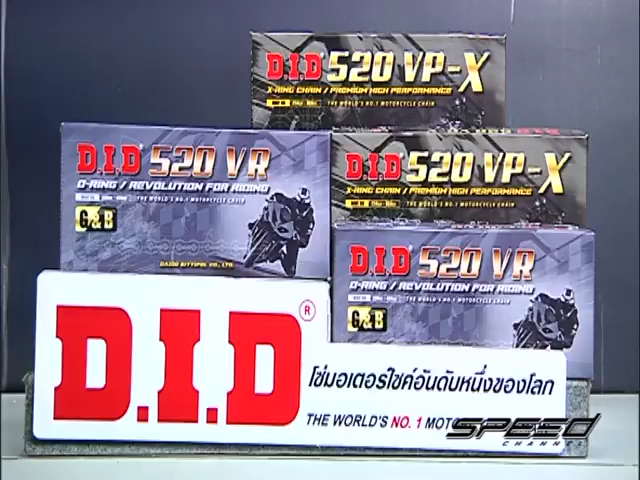 D.I.D 520 VP-X
X-RING CHAIN / PREMIUM HIGH PERFORMANCE
THE WORLD'S NO.1 MOTORCYCLE CHAIN
D.I.D 520 VR
O-RING / REVOLUTION FOR RIDING
THE WORLD'S NO.1 MOTORCYCLE CHAIN
G&B
DAIDO SITTIPOL CO., LTD.
D.I.D 520 VP-X
X-RING CHAIN / PREMIUM HIGH PERFORMANCE
THE WORLD'S NO.1 MOTORCYCLE CHAIN
D.I.D 520 VR
O-RING / REVOLUTION FOR RIDING
THE WORLD'S NO.1 MOTORCYCLE CHAIN
G&B
D.I.D®
โซ่มอเตอร์ไซค์อันดับหนึ่งของโลก
THE WORLD'S NO. 1 MOTO
SPEED
CHANNEL